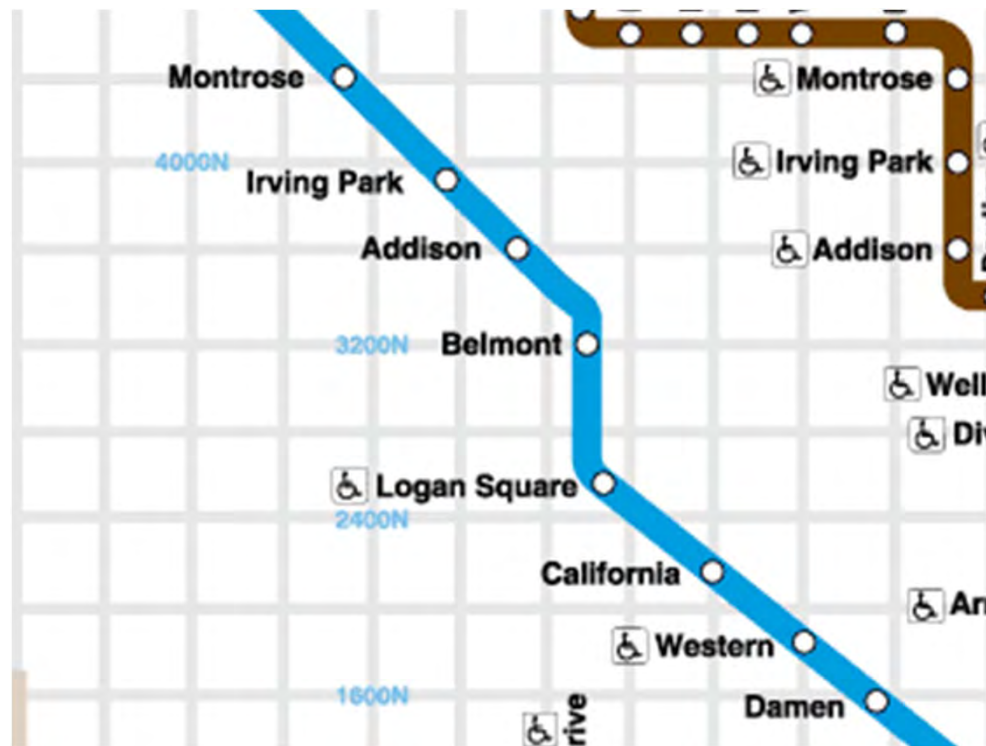 Montrose
Montrose
4000N
Irving Park
Irving Park
Addison
Addison
3200N
Belmont
Logan Square
2400N
California
Western
1600N
Damen